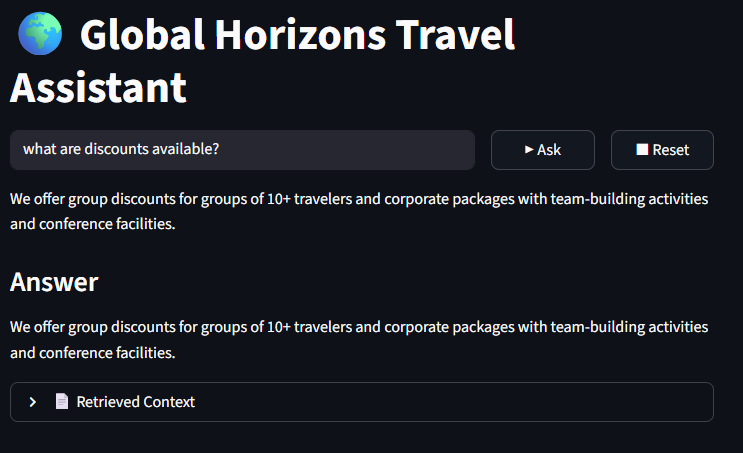 Global Horizons Travel
Assistant
what are discounts available?
Ask
Reset
We offer group discounts for groups of 10+ travelers and corporate packages with team-building activities
and conference facilities.
Answer
We offer group discounts for groups of 10+ travelers and corporate packages with team-building activities
and conference facilities.
Retrieved Context